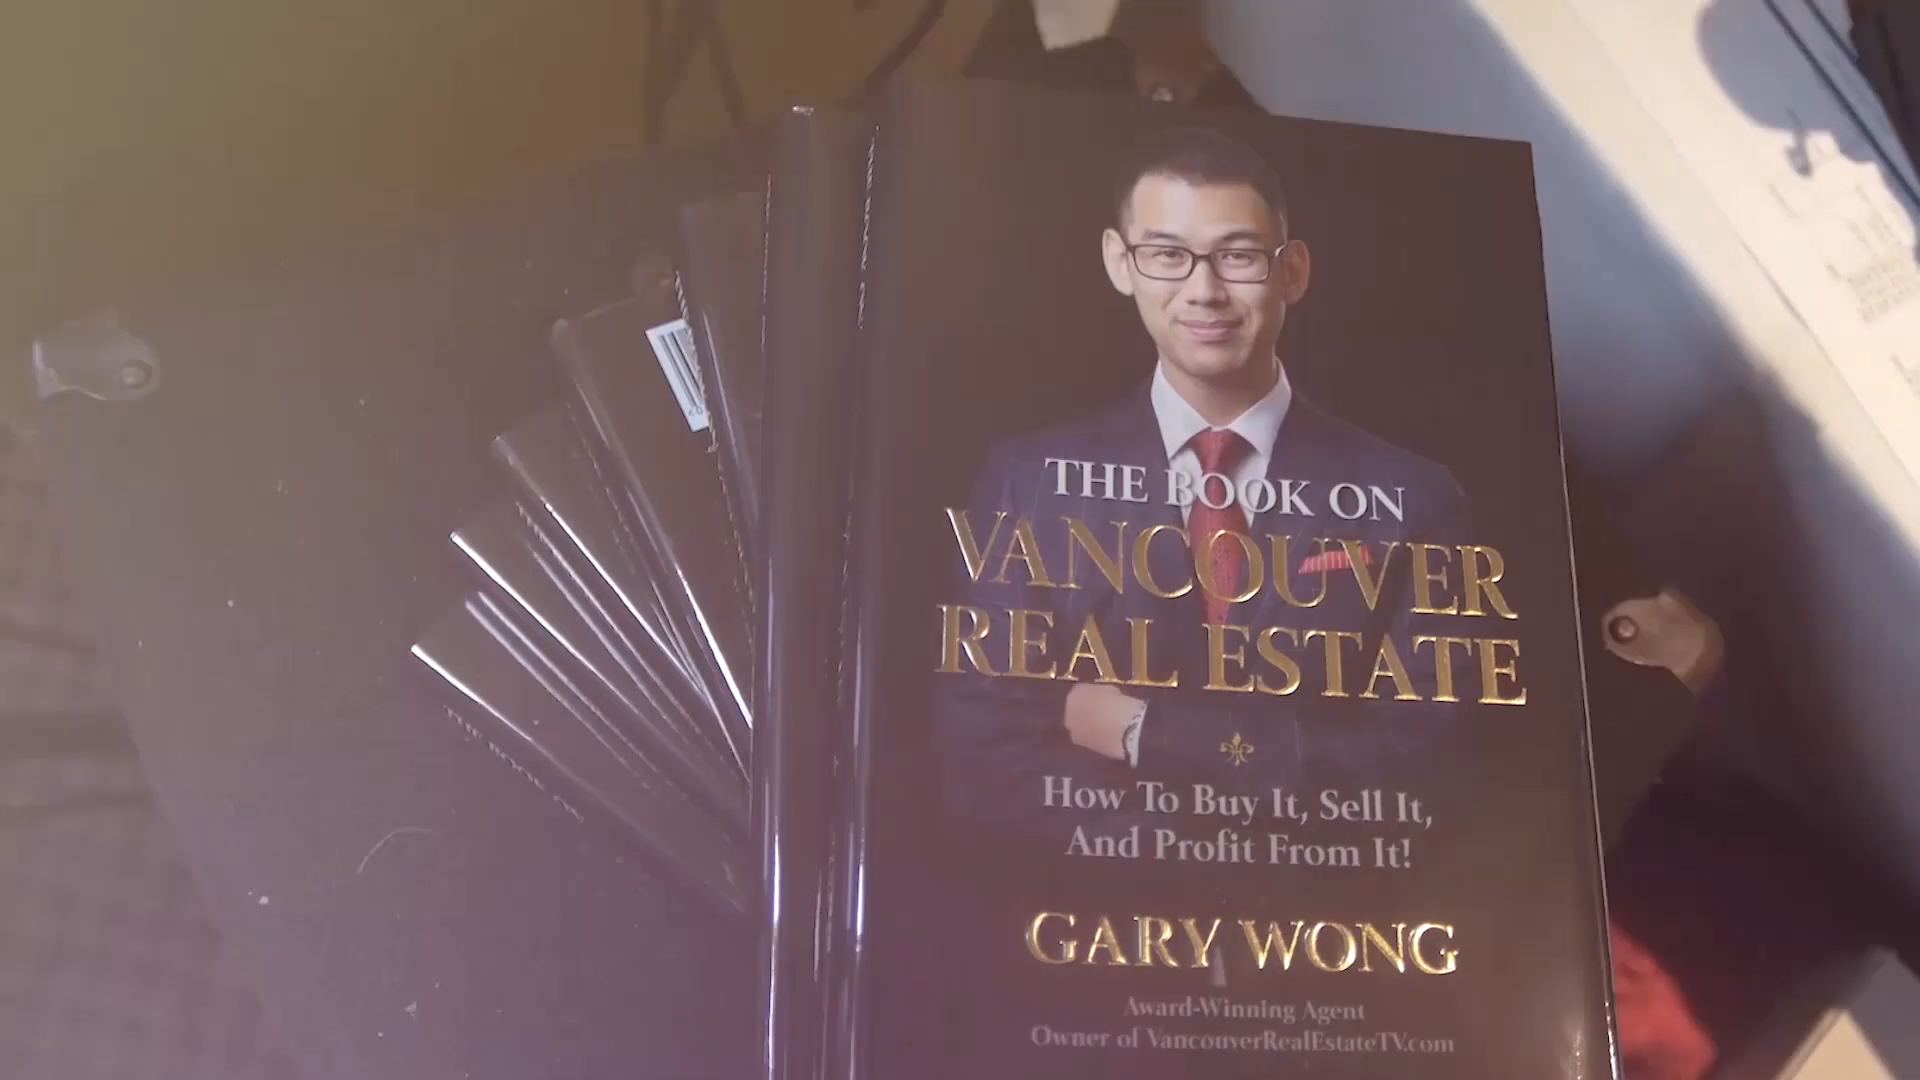 THE BOOK ON
VANCOUVER
REAL ESTATE
How To Buy It, Sell It,
And Profit From It!
GARY WONG
Award-Winning Agent
Owner of VancouverRealEstateTV.com